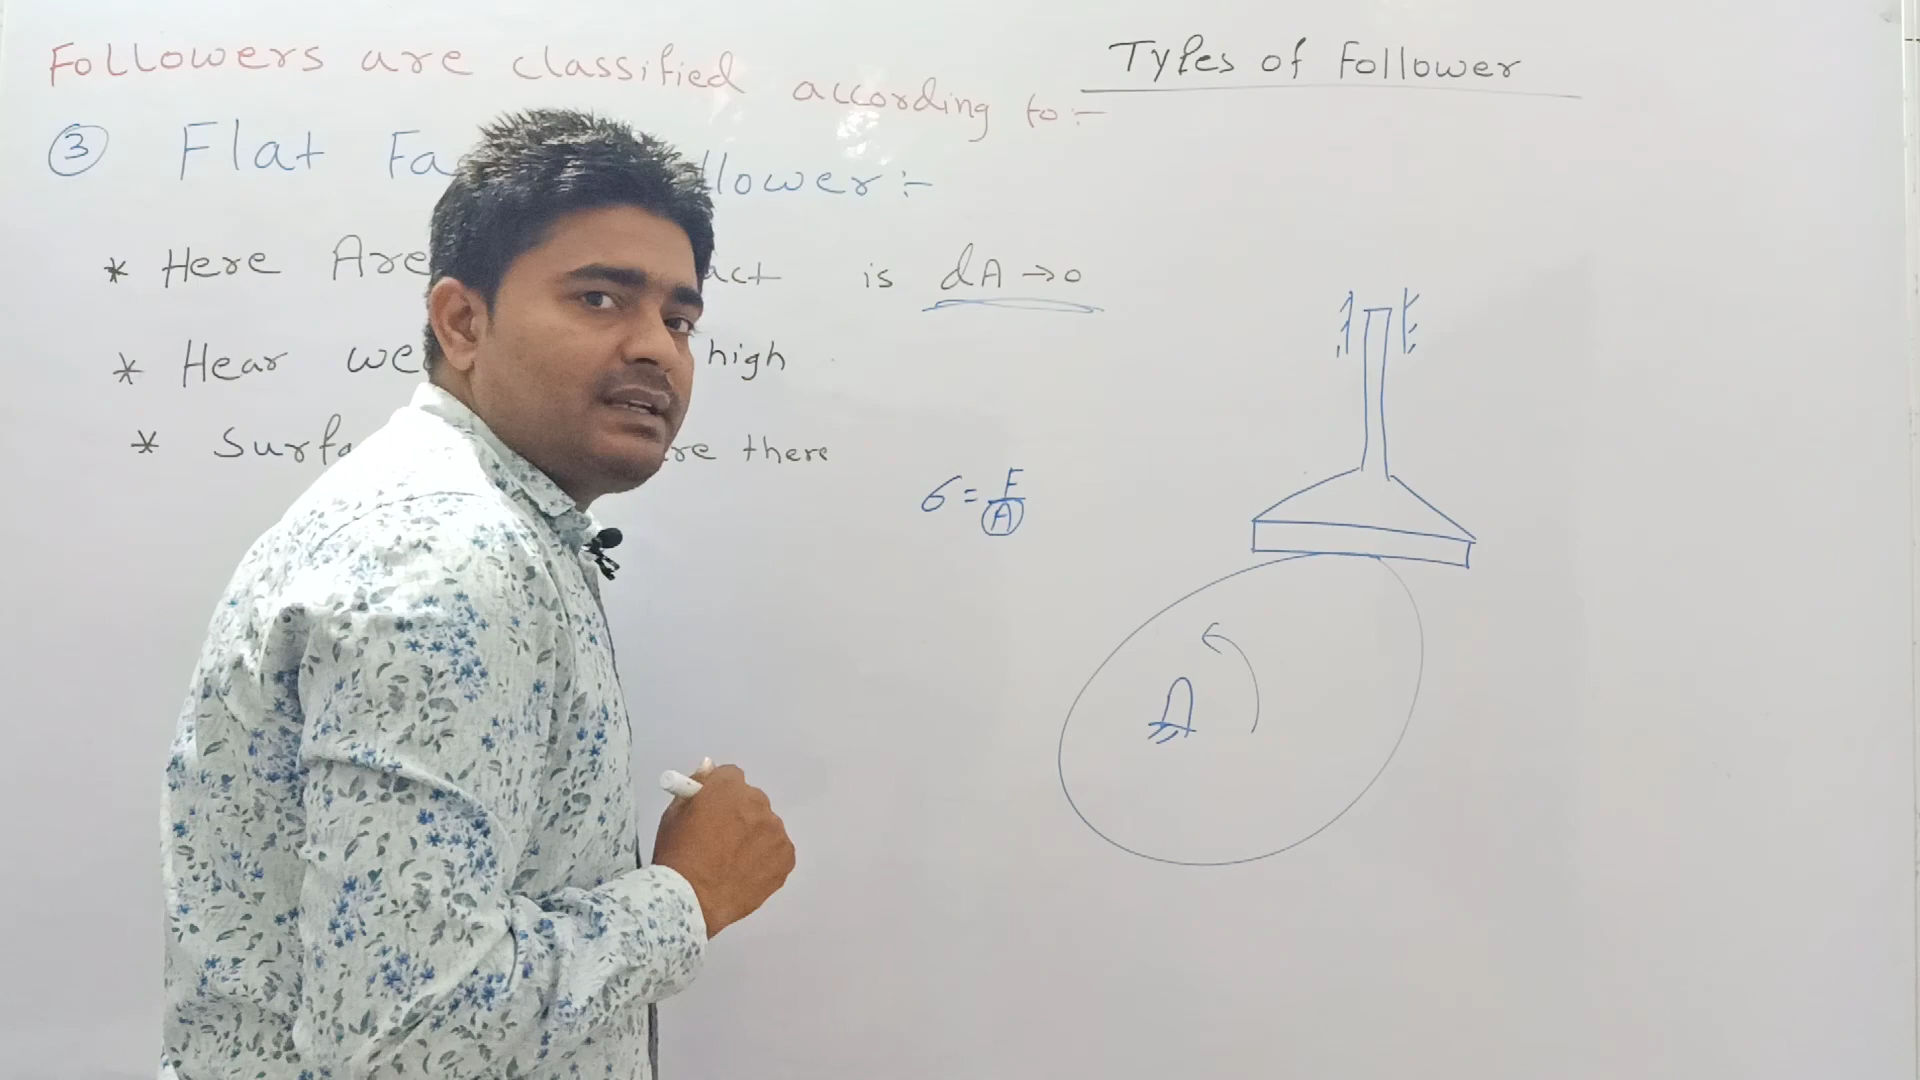 Followers are classified according to:-
Types of Follower
③ Flat Fa llower:-
* Here Are act is dA→0
* Hear we high
* Surfa re there
σ = F/A